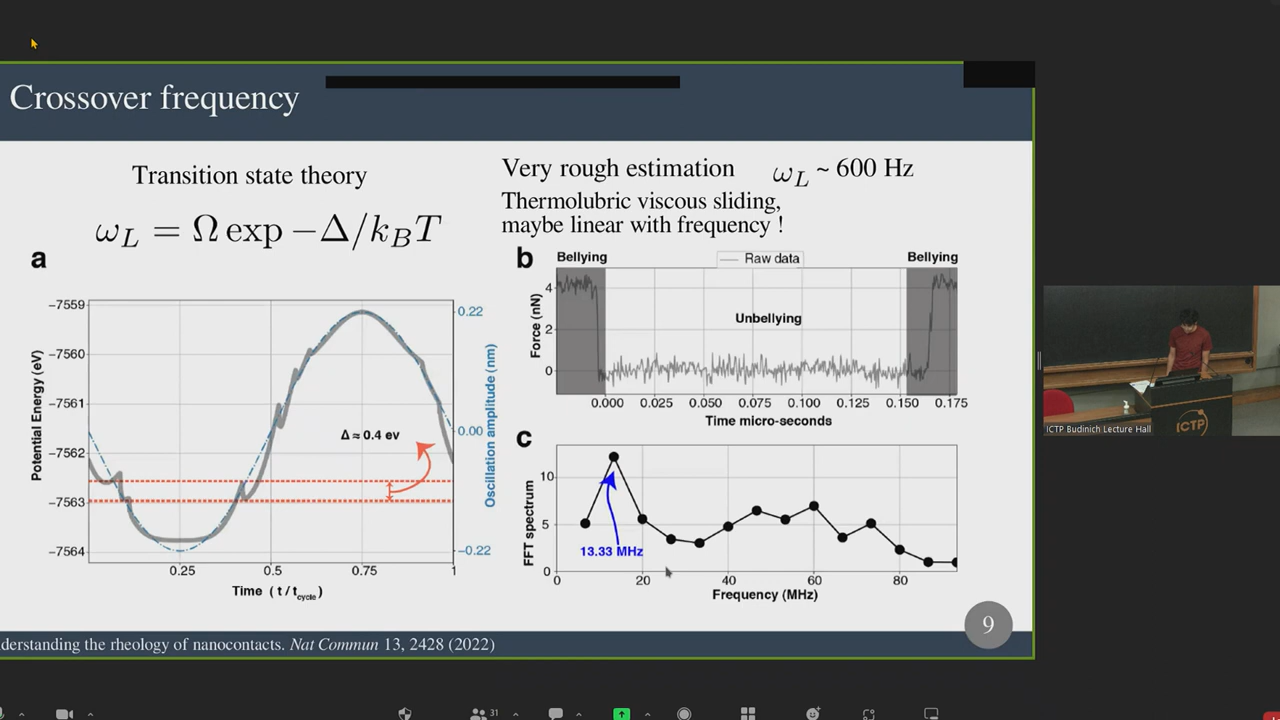 Crossover frequency
Transition state theory
ω_L = Ω exp −Δ/k_BT
Very rough estimation ω_L ~ 600 Hz
Thermolubric viscous sliding,
maybe linear with frequency !
a
−7559
−7560
−7561
−7562
−7563
−7564
Potential Energy (eV)
Δ ≈ 0.4 ev
0.22
0.00
−0.22
Oscillation amplitude (nm)
0.25
0.5
0.75
1
Time ( t / t_cycle )
b
Bellying
Raw data
Bellying
Unbellying
4
2
0
Force (nN)
0.000
0.025
0.050
0.075
0.100
0.125
0.150
0.175
Time micro-seconds
c
10
5
0
FFT spectrum
13.33 MHz
0
20
40
60
80
Frequency (MHz)
9
derstanding the rheology of nanocontacts. Nat Commun 13, 2428 (2022)
ICTP
ICTP Budinich Lecture Hall
31